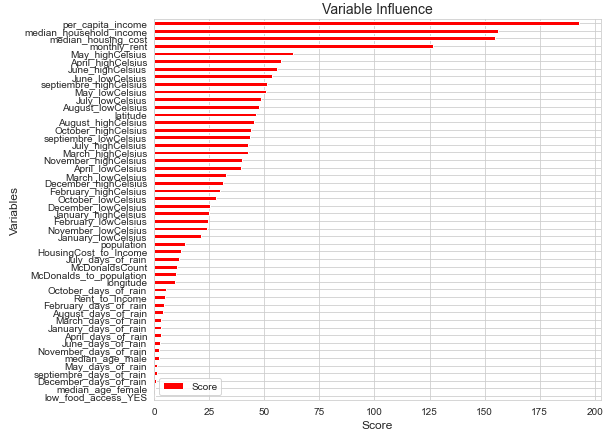 Variable Influence
per_capita_income
median_household_income
median_housing_cost
monthly_rent
May_highCelsius
April_highCelsius
June_highCelsius
June_lowCelsius
septiembre_highCelsius
May_lowCelsius
July_lowCelsius
August_lowCelsius
latitude
August_highCelsius
October_highCelsius
septiembre_lowCelsius
July_highCelsius
March_highCelsius
November_highCelsius
April_lowCelsius
March_lowCelsius
December_highCelsius
February_highCelsius
October_lowCelsius
December_lowCelsius
January_highCelsius
February_lowCelsius
November_lowCelsius
January_lowCelsius
population
HousingCost_to_Income
July_days_of_rain
McDonaldsCount
McDonalds_to_population
longitude
October_days_of_rain
Rent_to_Income
February_days_of_rain
August_days_of_rain
March_days_of_rain
January_days_of_rain
April_days_of_rain
June_days_of_rain
November_days_of_rain
median_age_male
May_days_of_rain
septiembre_days_of_rain
December_days_of_rain
median_age_female
low_food_access_YES
Variables
Score
0 25 50 75 100 125 150 175 200
Score